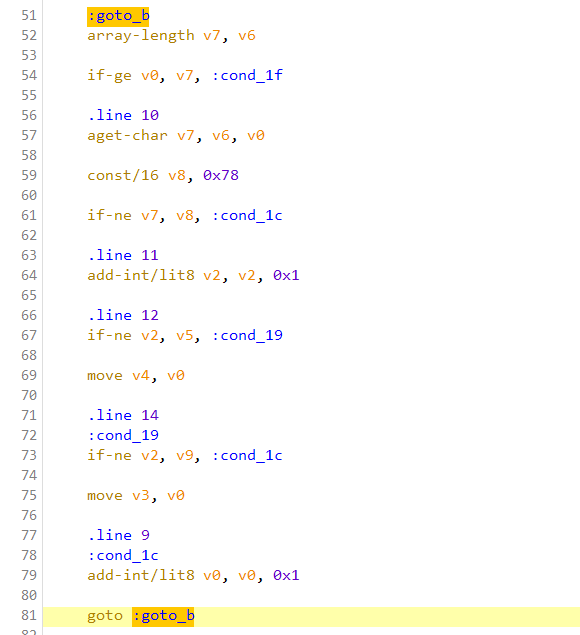 51 :goto_b
52 array-length v7, v6
53
54 if-ge v0, v7, :cond_1f
55
56 .line 10
57 aget-char v7, v6, v0
58
59 const/16 v8, 0x78
60
61 if-ne v7, v8, :cond_1c
62
63 .line 11
64 add-int/lit8 v2, v2, 0x1
65
66 .line 12
67 if-ne v2, v5, :cond_19
68
69 move v4, v0
70
71 .line 14
72 :cond_19
73 if-ne v2, v9, :cond_1c
74
75 move v3, v0
76
77 .line 9
78 :cond_1c
79 add-int/lit8 v0, v0, 0x1
80
81 goto :goto_b